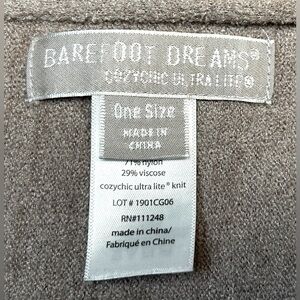 BAREFOOT DREAMS®
COZYCHIC ULTRA LITE®
One Size
MADE IN
CHINA
71% nylon
29% viscose
cozychic ultra lite® knit
LOT # 1901CG06
RN#111248
made in china/
Fabriqué en Chine